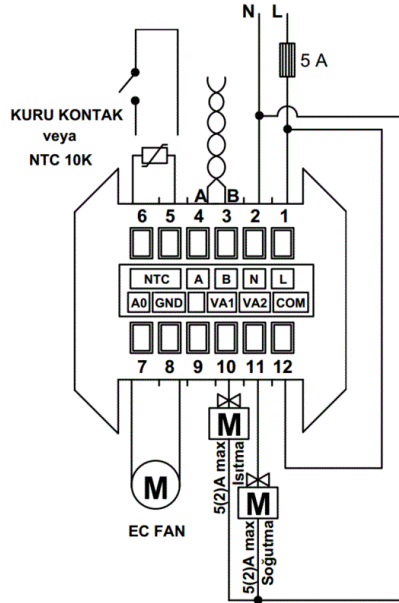 N L
5 A
KURU KONTAK
veya
NTC 10K
A B
6 5 4 3 2 1
NTC A B N L
A0 GND VA1 VA2 COM
7 8 9 10 11 12
M
EC FAN
M
5(2)A max
Isıtma
M
5(2)A max
Soğutma